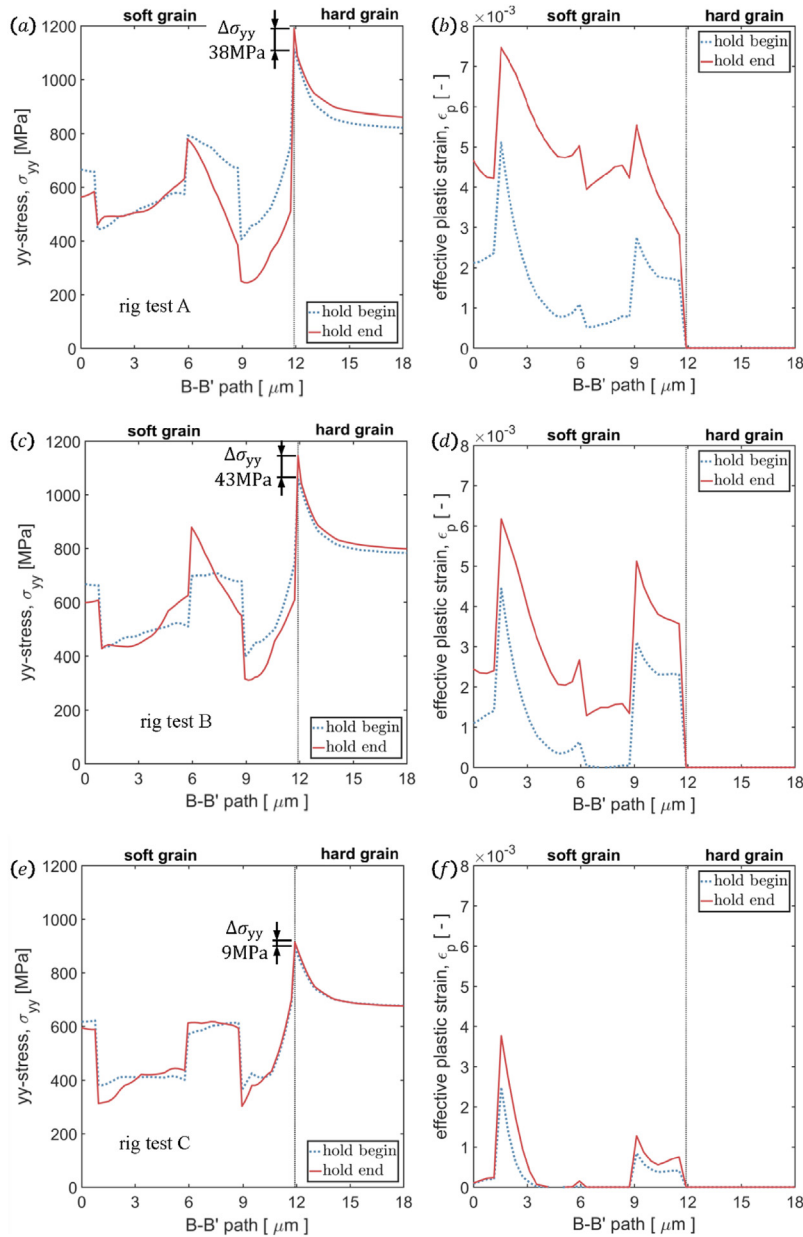 (a) soft grain hard grain
1200
1000
800
600
400
200
0
yy-stress, σyy [MPa]
Δσyy
38MPa
rig test A
hold begin
hold end
0 3 6 9 12 15 18
B-B' path [ μm]
(b) soft grain hard grain
×10⁻³
8
7
6
5
4
3
2
1
0
effective plastic strain, ϵp [ - ]
hold begin
hold end
0 3 6 9 12 15 18
B-B' path [ μm]
(c) soft grain hard grain
1200
1000
800
600
400
200
0
yy-stress, σyy [MPa]
Δσyy
43MPa
rig test B
hold begin
hold end
0 3 6 9 12 15 18
B-B' path [ μm]
(d) soft grain hard grain
×10⁻³
8
7
6
5
4
3
2
1
0
effective plastic strain, ϵp [ - ]
hold begin
hold end
0 3 6 9 12 15 18
B-B' path [ μm]
(e) soft grain hard grain
1200
1000
800
600
400
200
0
yy-stress, σyy [MPa]
Δσyy
9MPa
rig test C
hold begin
hold end
0 3 6 9 12 15 18
B-B' path [ μm]
(f) soft grain hard grain
×10⁻³
8
7
6
5
4
3
2
1
0
effective plastic strain, ϵp [ - ]
hold begin
hold end
0 3 6 9 12 15 18
B-B' path [ μm]